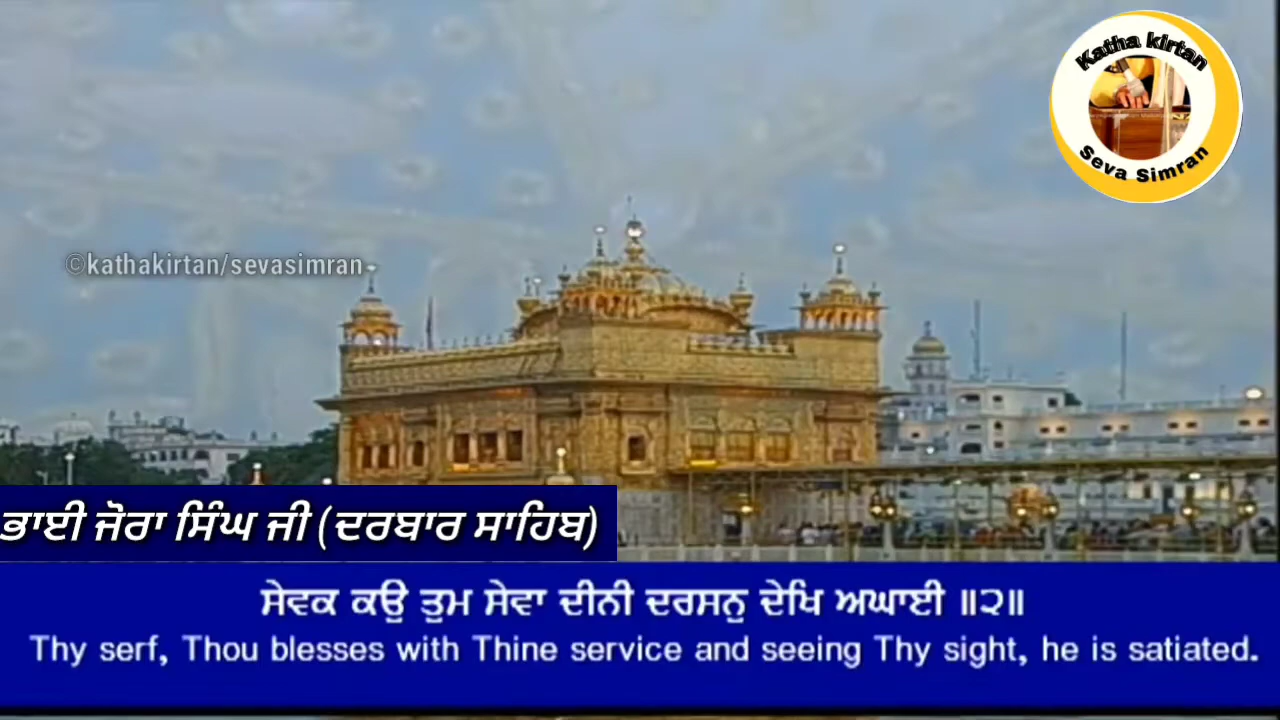 Katha kirtan
Seva Simran
©kathakirtan/sevasimran
ਭਾਈ ਜੋਰਾ ਸਿੰਘ ਜੀ (ਦਰਬਾਰ ਸਾਹਿਬ)
ਸੇਵਕ ਕਉ ਤੁਮ ਸੇਵਾ ਦੀਨੀ ਦਰਸਨੁ ਦੇਖਿ ਅਘਾਈ ॥੨॥
Thy serf, Thou blesses with Thine service and seeing Thy sight, he is satiated.